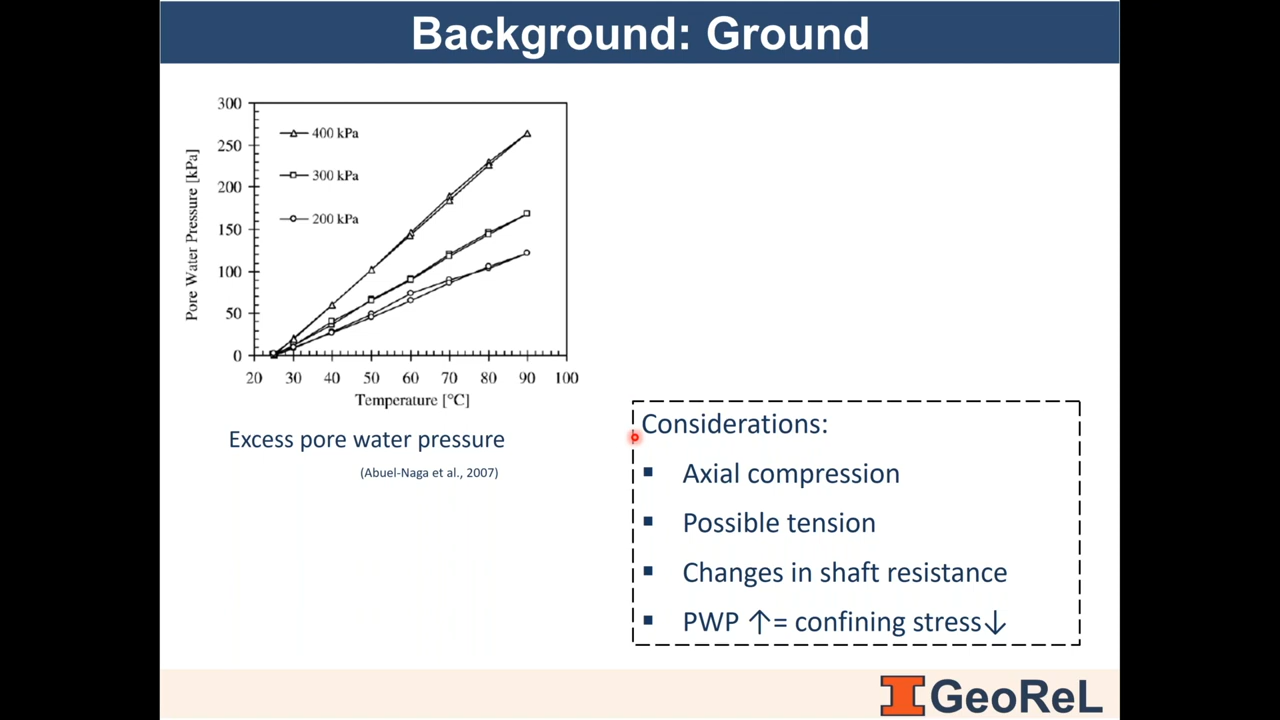 Background: Ground
300
250
200
150
100
50
0
Pore Water Pressure [kPa]
400 kPa
300 kPa
200 kPa
20 30 40 50 60 70 80 90 100
Temperature [°C]
Excess pore water pressure
(Abuel-Naga et al., 2007)
Considerations:
▪ Axial compression
▪ Possible tension
▪ Changes in shaft resistance
▪ PWP ↑= confining stress↓
I GeoReL